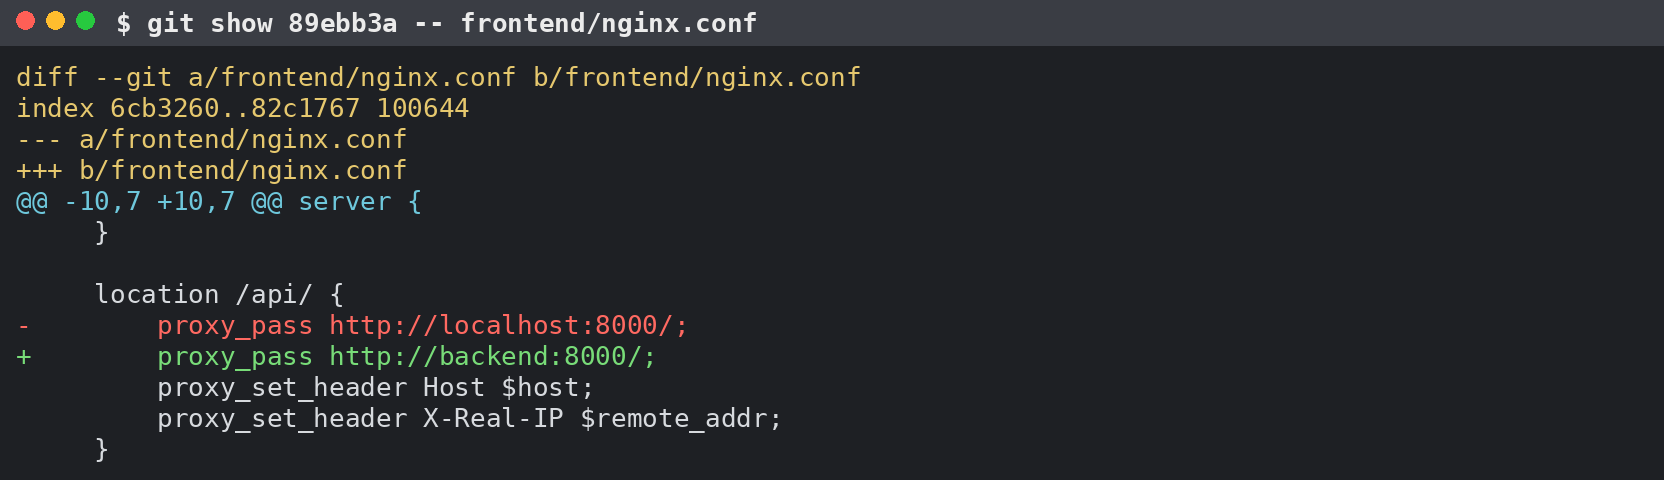 $ git show 89ebb3a -- frontend/nginx.conf
diff --git a/frontend/nginx.conf b/frontend/nginx.conf
index 6cb3260..82c1767 100644
--- a/frontend/nginx.conf
+++ b/frontend/nginx.conf
@@ -10,7 +10,7 @@ server {
     }

     location /api/ {
-        proxy_pass http://localhost:8000/;
+        proxy_pass http://backend:8000/;
         proxy_set_header Host $host;
         proxy_set_header X-Real-IP $remote_addr;
     }